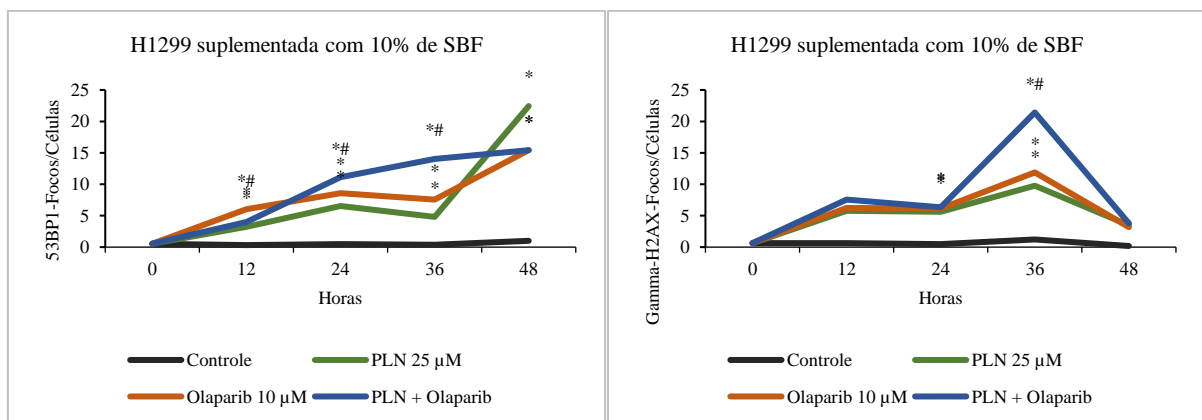 H1299 suplementada com 10% de SBF
53BP1-Focos/Células
25
20
15
10
5
0
*# * *
*# * *
*# * *
* *
0 12 24 36 48
Horas
Controle PLN 25 µM
Olaparib 10 µM PLN + Olaparib
H1299 suplementada com 10% de SBF
Gamma-H2AX-Focos/Células
25
20
15
10
5
0
* *
*# * *
0 12 24 36 48
Horas
Controle PLN 25 µM
Olaparib 10 µM PLN + Olaparib